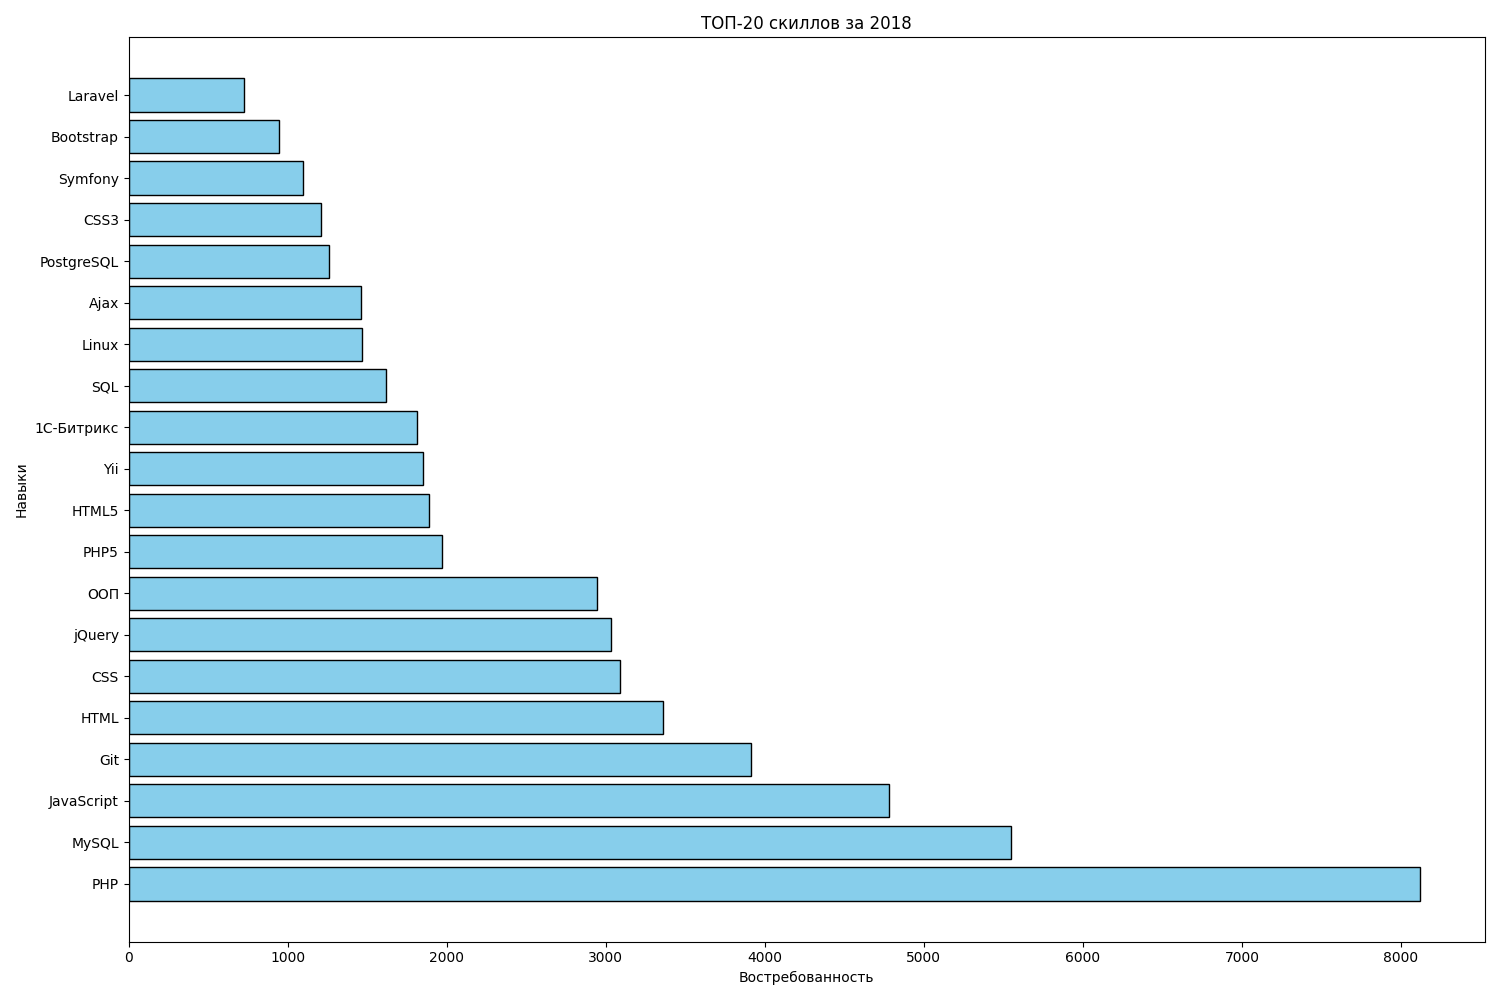 ТОП-20 скиллов за 2018
Laravel
Bootstrap
Symfony
CSS3
PostgreSQL
Ajax
Linux
SQL
1С-Битрикс
Yii
HTML5
PHP5
ООП
jQuery
CSS
HTML
Git
JavaScript
MySQL
PHP
Навыки
0 1000 2000 3000 4000 5000 6000 7000 8000
Востребованность